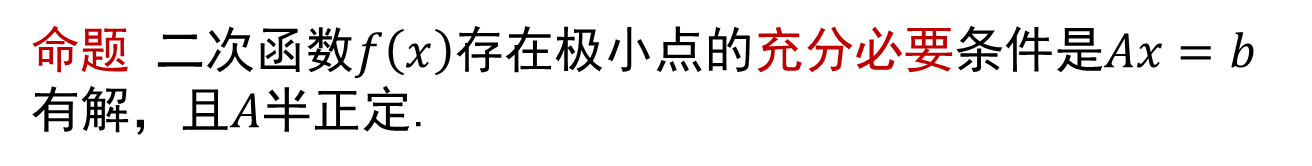 命题 二次函数f(x)存在极小点的充分必要条件是Ax = b
有解，且A半正定.